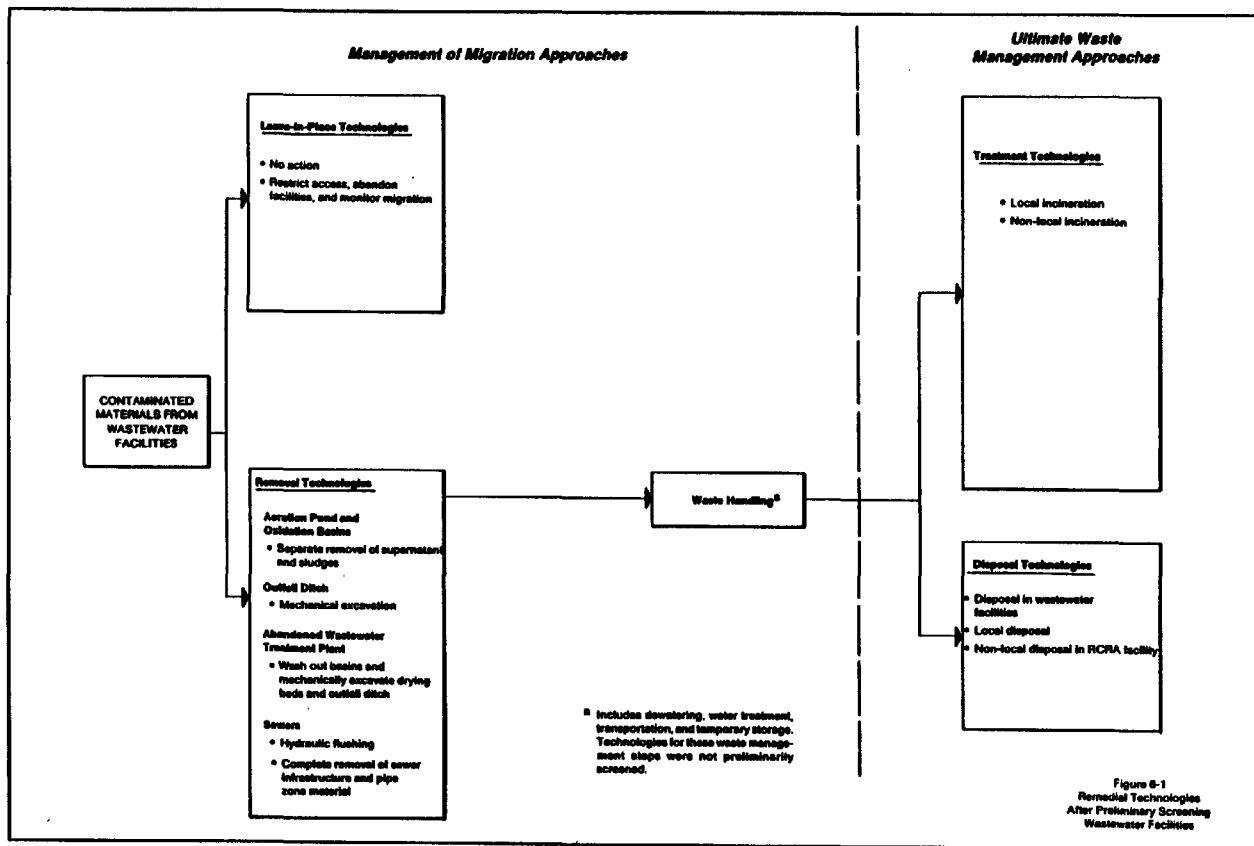 Management of Migration Approaches
Ultimate Waste
Management Approaches
Leave-in-Place Technologies
• No action
• Restrict access, abandon
facilities, and monitor migration
Treatment Technologies
• Local incineration
• Non-local incineration
CONTAMINATED
MATERIALS FROM
WASTEWATER
FACILITIES
Removal Technologies
Aeration Pond and
Oxidation Basins
• Separate removal of supernatant
and sludges
Outfall Ditch
• Mechanical excavation
Abandoned Wastewater
Treatment Plant
• Wash out basins and
mechanically excavate drying
beds and outfall ditch
Sewers
• Hydraulic flushing
• Complete removal of sewer
infrastructure and pipe
zone material
Waste Handling a
a Includes dewatering, water treatment,
transportation, and temporary storage.
Technologies for these waste manage-
ment steps were not preliminarily
screened.
Disposal Technologies
• Disposal in wastewater
facilities
• Local disposal
• Non-local disposal in RCRA facility
Figure 6-1
Remedial Technologies
After Preliminary Screening
Wastewater Facilities